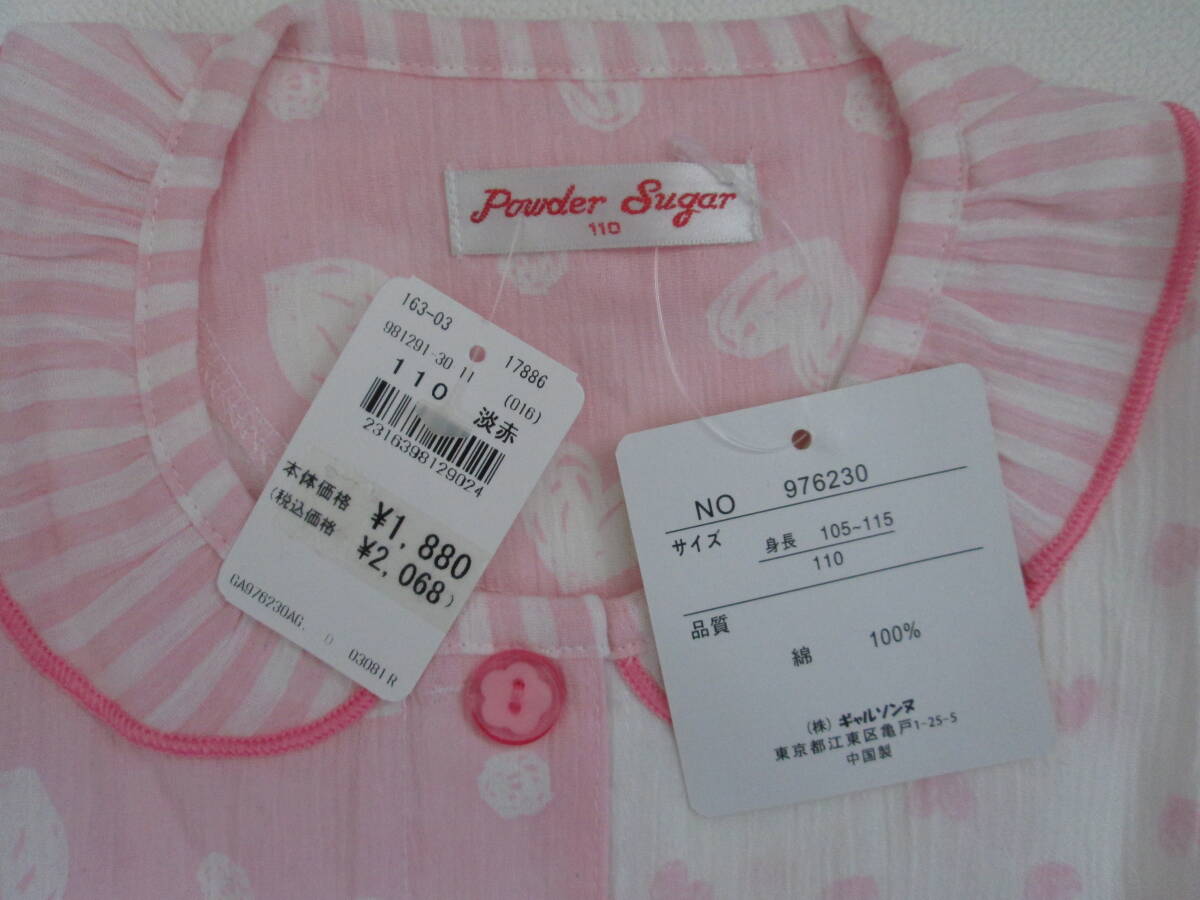 Powder Sugar
110
163-03
981291-30 11 17886
110 (016)
淡赤
2316398129024
本体価格 ¥1,880
(税込価格 ¥2,068)
GA976230AG. 0 03081R
NO 976230
サイズ 身長 105~115
110
品質
綿 100%
(株) ギャルソンヌ
東京都江東区亀戸1-25-5
中国製